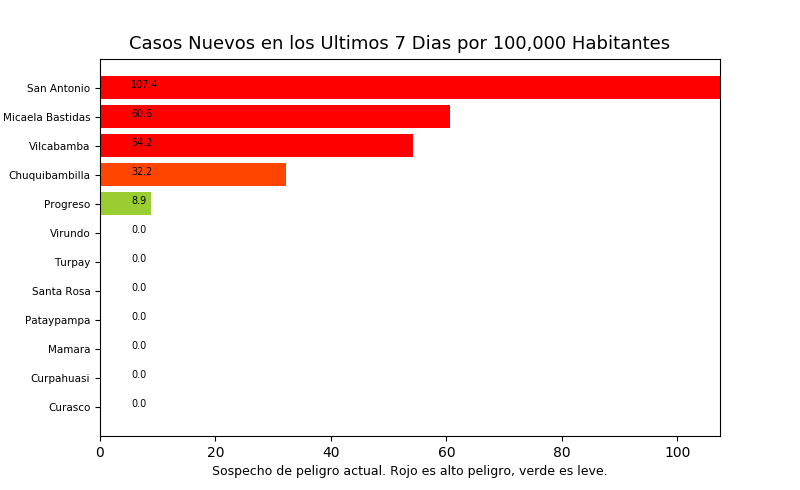 Casos Nuevos en los Ultimos 7 Dias por 100,000 Habitantes
San Antonio 107.4
Micaela Bastidas 60.6
Vilcabamba 54.2
Chuquibambilla 32.2
Progreso 8.9
Virundo 0.0
Turpay 0.0
Santa Rosa 0.0
Pataypampa 0.0
Mamara 0.0
Curpahuasi 0.0
Curasco 0.0
0 20 40 60 80 100
Sospecho de peligro actual. Rojo es alto peligro, verde es leve.